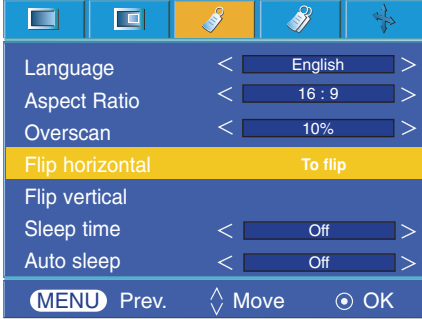 Language < English >
Aspect Ratio < 16 : 9 >
Overscan < 10% >
Flip horizontal To flip
Flip vertical
Sleep time < Off >
Auto sleep < Off >
MENU Prev. Move OK